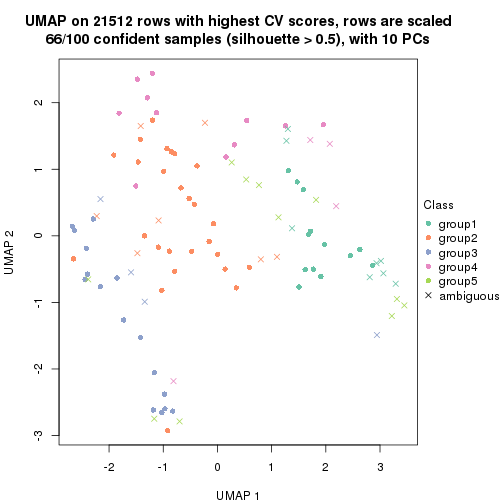 UMAP on 21512 rows with highest CV scores, rows are scaled
66/100 confident samples (silhouette > 0.5), with 10 PCs
UMAP 2
2
1
0
-1
-2
-3
-2
-1
0
1
2
3
UMAP 1
Class
group1
group2
group3
group4
group5
ambiguous